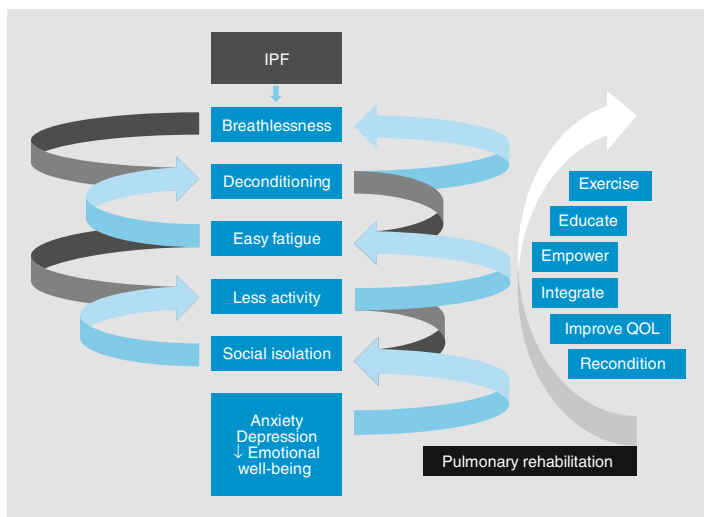 IPF
Breathlessness
Deconditioning
Easy fatigue
Less activity
Social isolation
Anxiety
Depression
↓ Emotional
well-being
Exercise
Educate
Empower
Integrate
Improve QOL
Recondition
Pulmonary rehabilitation